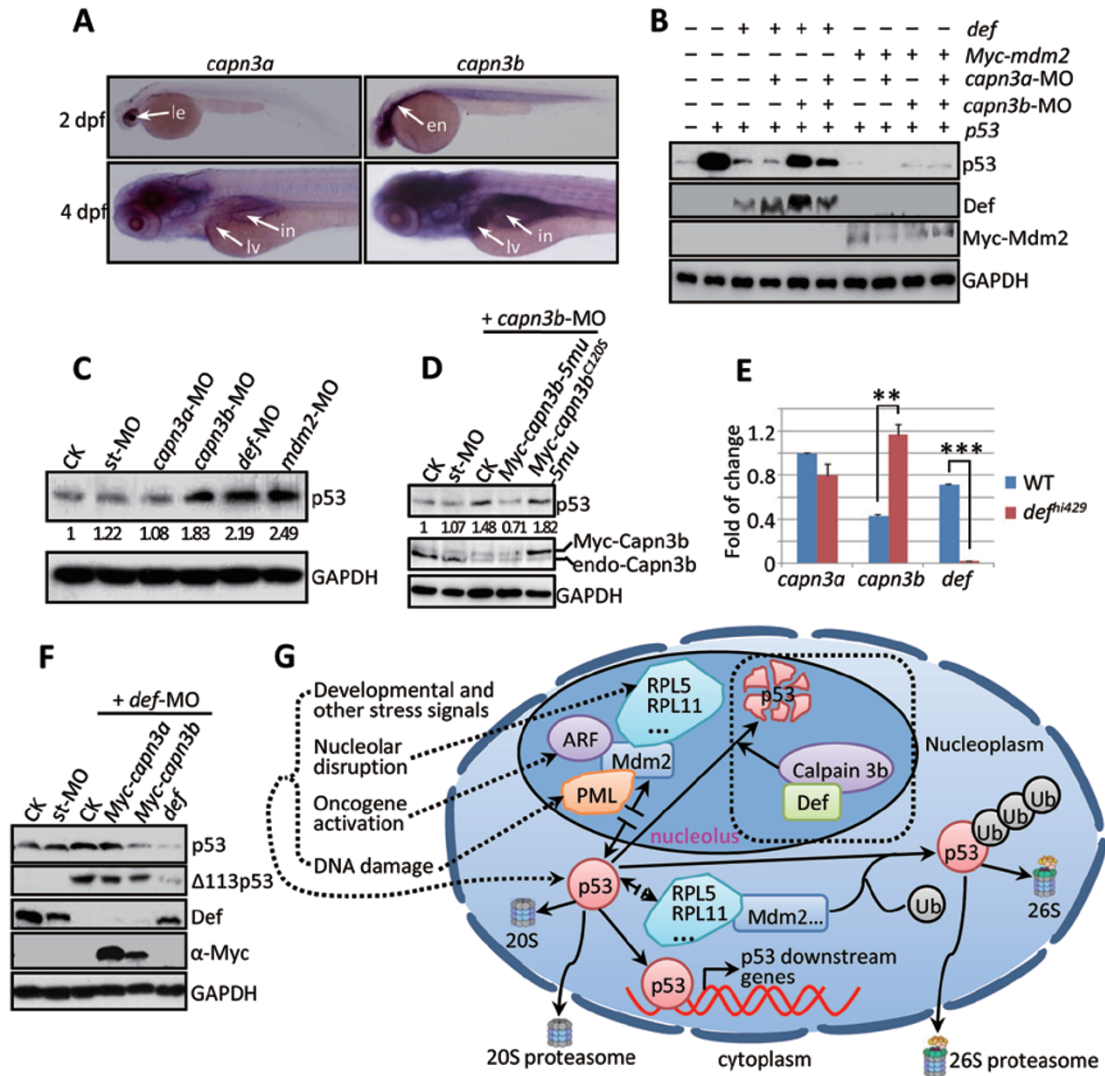 A
capn3a capn3b
2 dpf
le
en
4 dpf
lv
in
lv
in
B
– – + + + + – – – – def
– – – – – – + + + + Myc-mdm2
– – – + – + – + – + capn3a-MO
– – – – + + – – + + capn3b-MO
– + + + + + + + + + p53
p53
Def
Myc-Mdm2
GAPDH
C
CK
st-MO
capn3a-MO
capn3b-MO
def-MO
mdm2-MO
p53
1 1.22 1.08 1.83 2.19 2.49
GAPDH
D
+ capn3b-MO
CK
st-MO
CK
Myc-capn3b-5mu
Myc-capn3b^C120S
5mu
p53
1 1.07 1.48 0.71 1.82
Myc-Capn3b
endo-Capn3b
GAPDH
E
Fold of change
1.2
0.8
0.4
0
**
***
WT
def^hi429
capn3a capn3b def
F
+ def-MO
CK
st-MO
CK
Myc-capn3a
Myc-capn3b
def
p53
Δ113p53
Def
α-Myc
GAPDH
G
Developmental and
other stress signals
Nucleolar
disruption
Oncogene
activation
DNA damage
RPL5
RPL11
...
ARF
Mdm2
PML
p53
Calpain 3b
Def
Nucleoplasm
nucleolus
p53
Ub
Ub
Ub
p53
RPL5
RPL11
...
Mdm2...
Ub
20S
26S
p53
p53 downstream
genes
20S proteasome
cytoplasm
26S proteasome